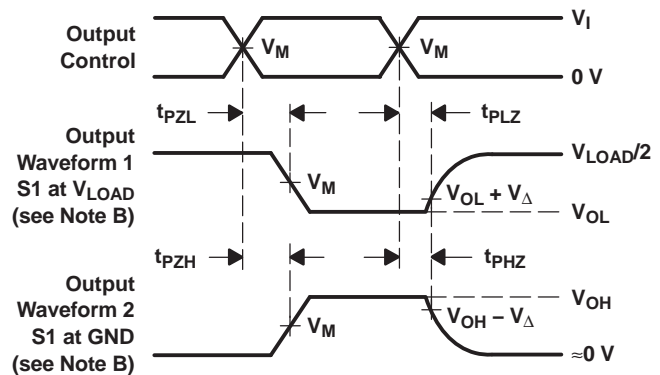 Output
Control
V_M
V_M
V_I
0 V
t_PZL
t_PLZ
Output
Waveform 1
S1 at V_LOAD
(see Note B)
V_M
V_LOAD/2
V_OL + V_Δ
V_OL
t_PZH
t_PHZ
Output
Waveform 2
S1 at GND
(see Note B)
V_M
V_OH
V_OH − V_Δ
≈0 V